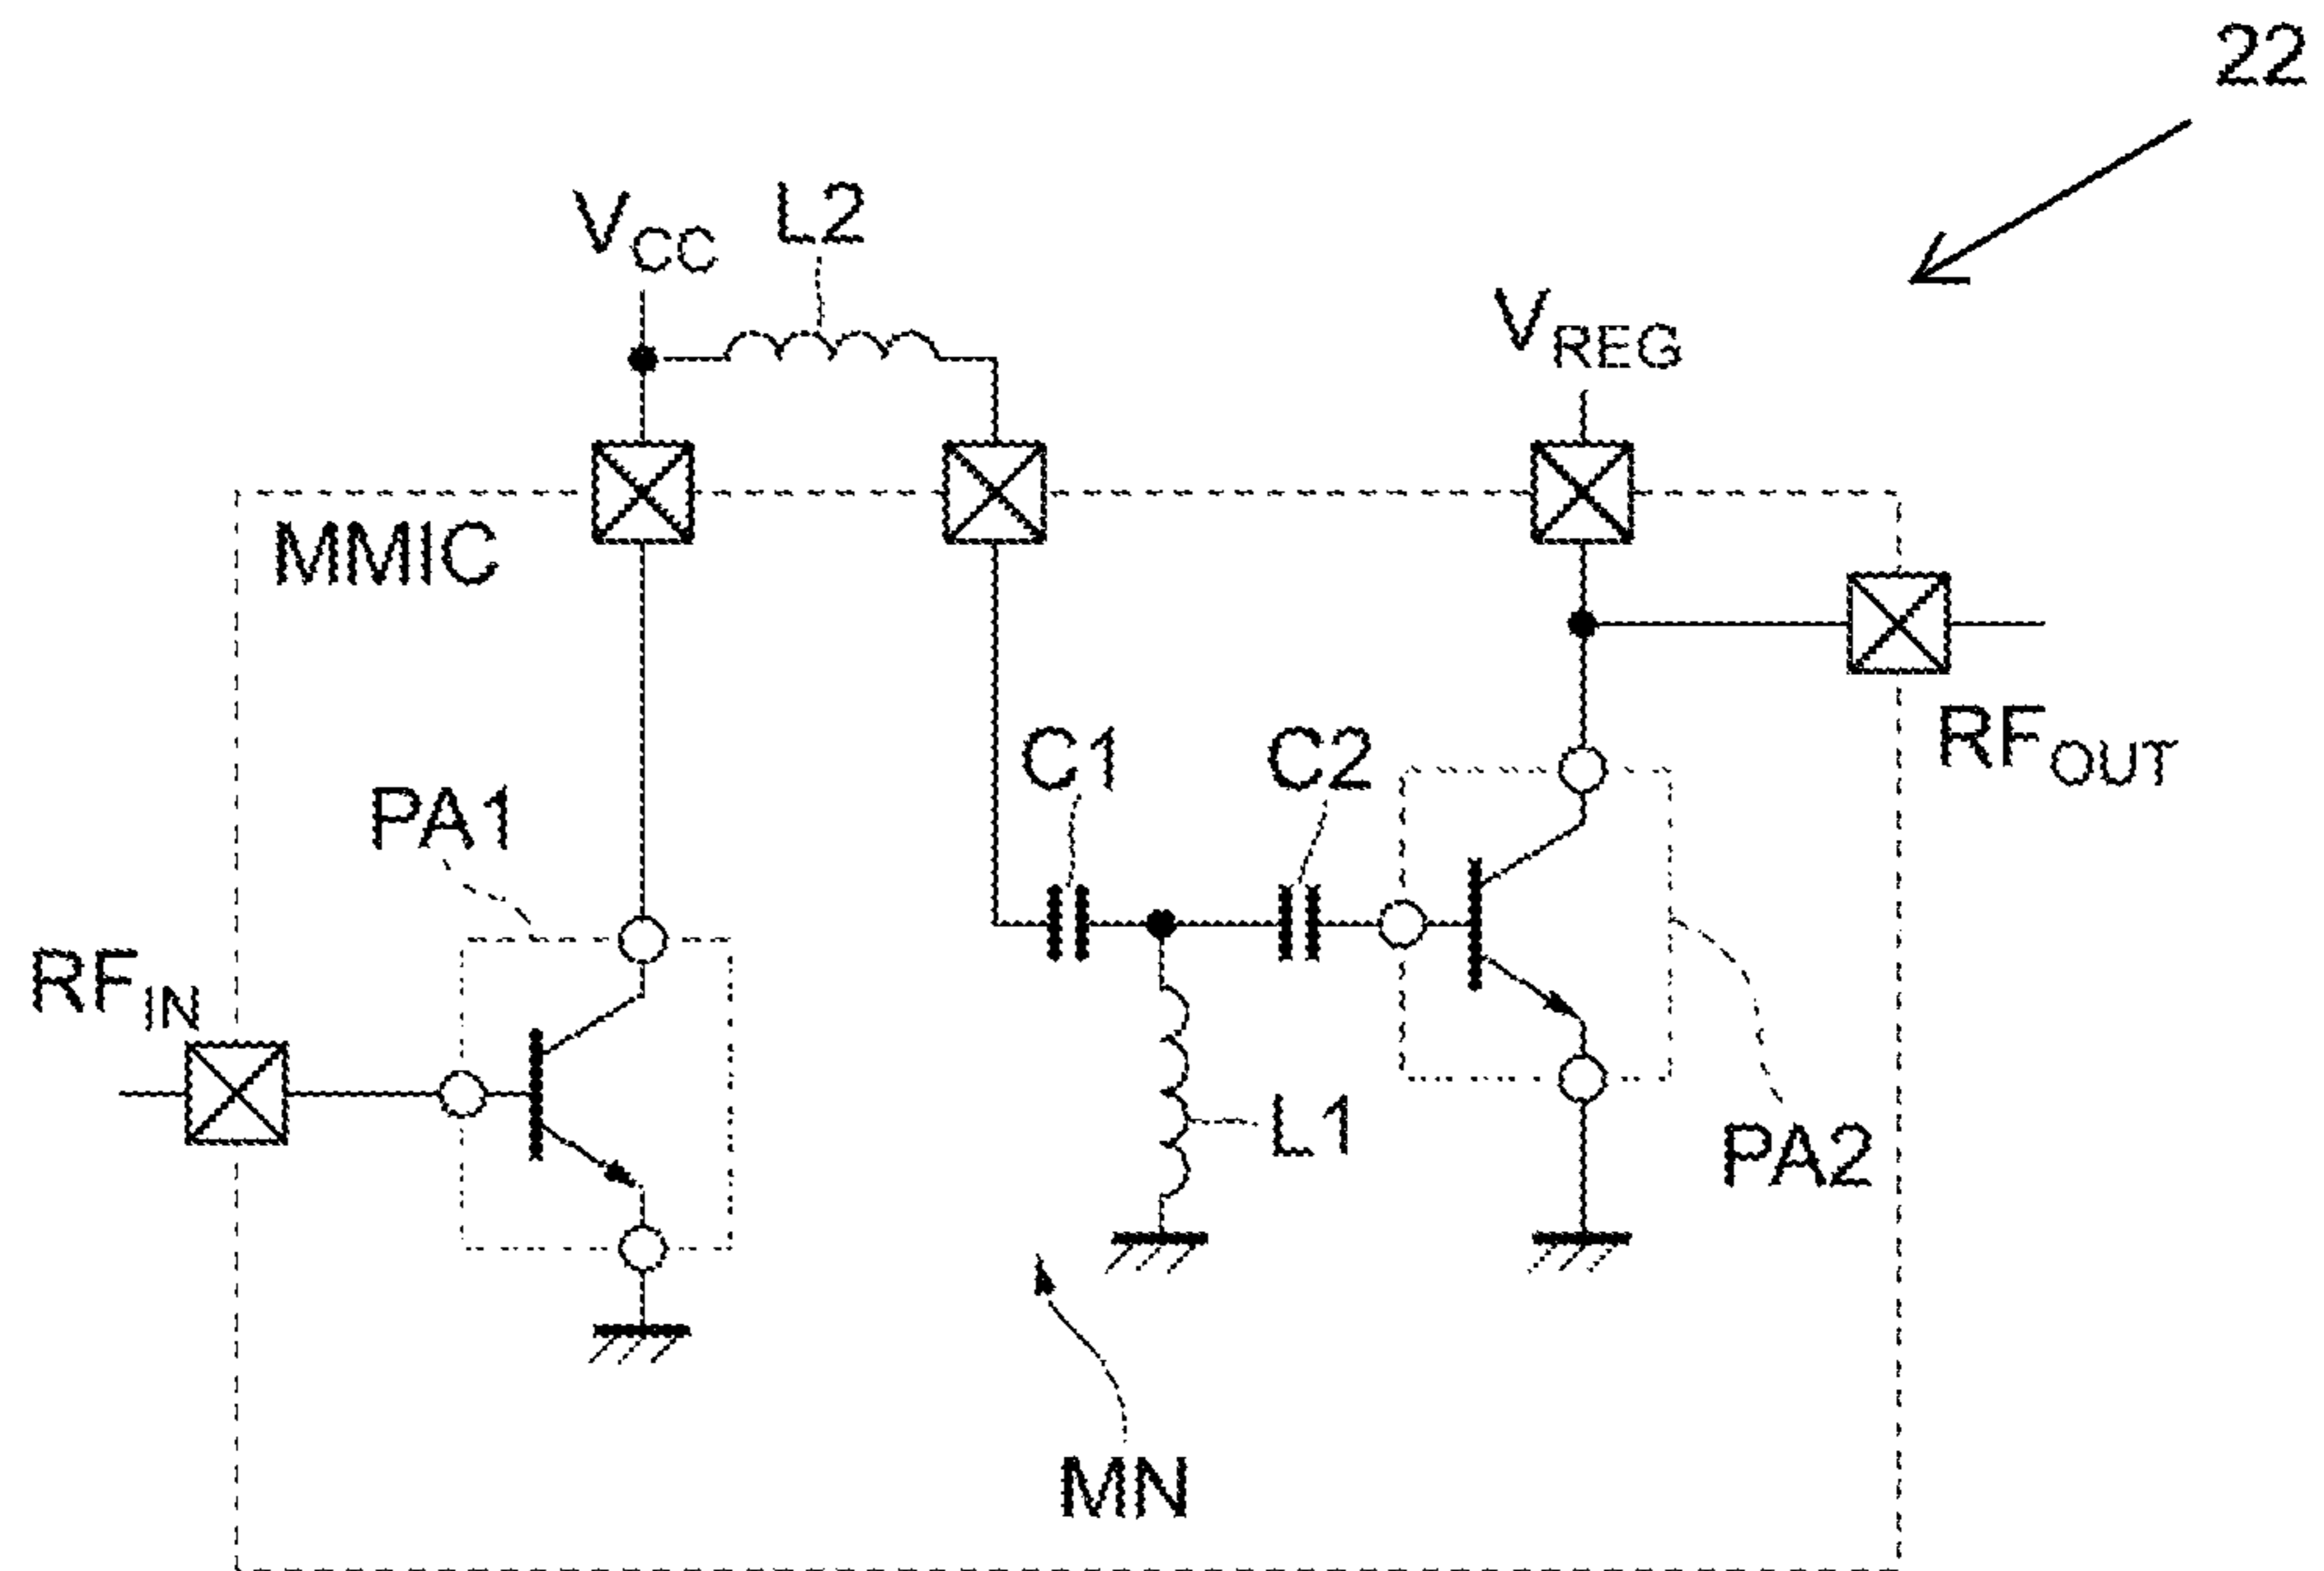 22
VCC
L2
VREG
MMIC
C1
C2
RFOUT
PA1
RFIN
L1
PA2
MN